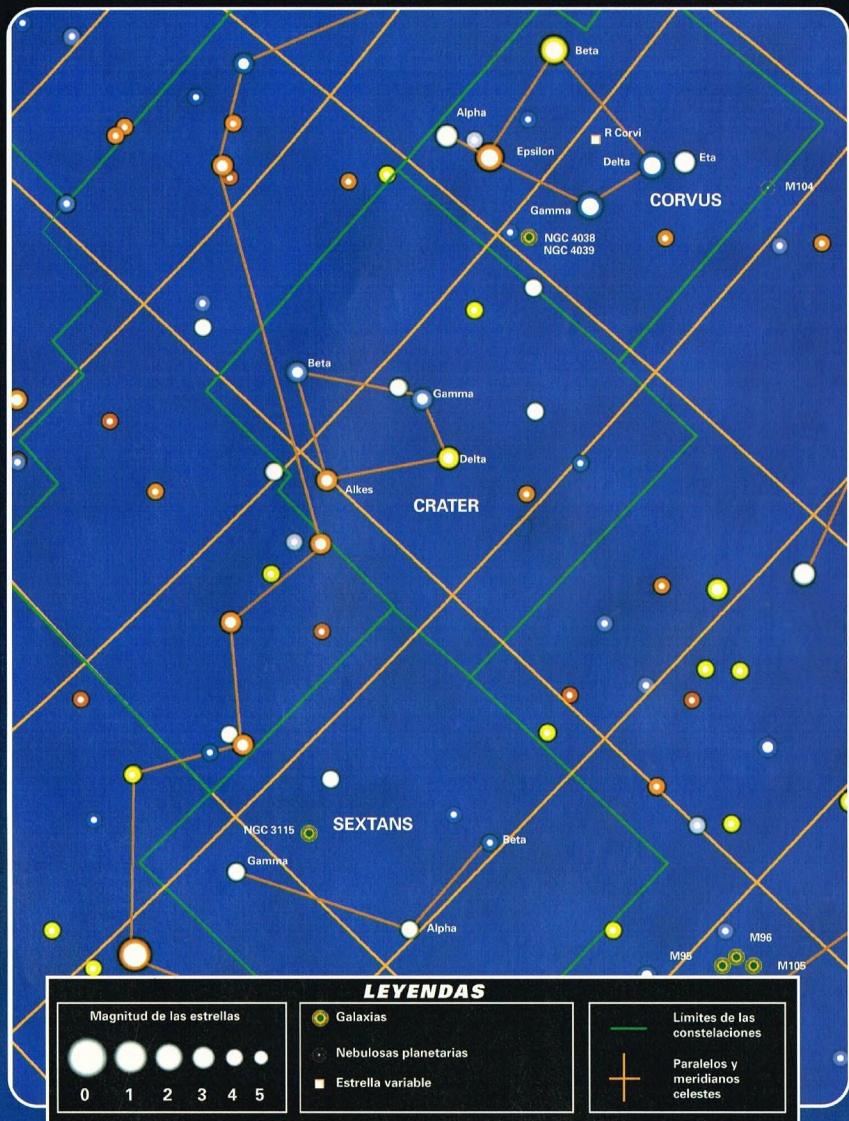 Beta
Alpha
R Corvi
Epsilon
Delta
Eta
M104
CORVUS
Gamma
NGC 4038
NGC 4039
Beta
Gamma
Delta
Alkes
CRATER
NGC 3115
SEXTANS
Beta
Gamma
Alpha
M96
M95
M105
LEYENDAS
Magnitud de las estrellas
0 1 2 3 4 5
Galaxias
Nebulosas planetarias
Estrella variable
Límites de las
constelaciones
Paralelos y
meridianos
celestes